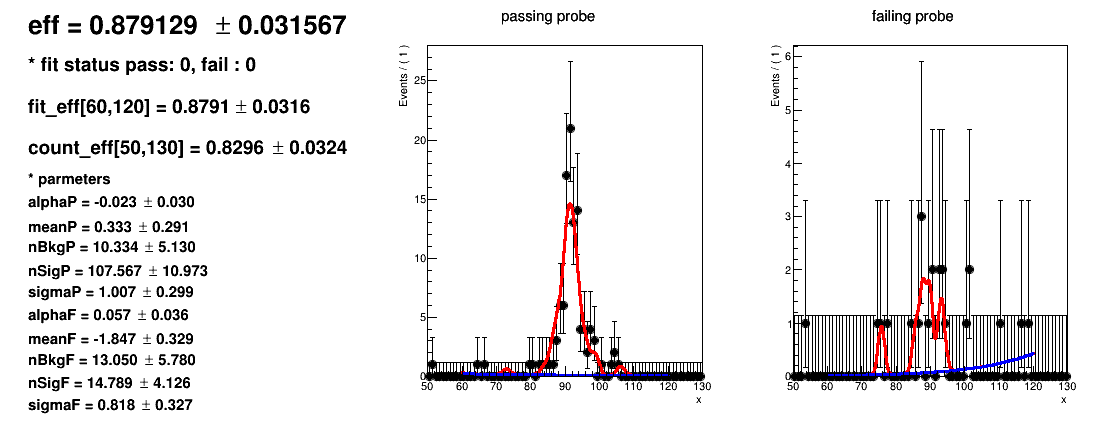 eff = 0.879129 ± 0.031567
* fit status pass: 0, fail : 0
fit_eff[60,120] = 0.8791 ± 0.0316
count_eff[50,130] = 0.8296 ± 0.0324
* parmeters
alphaP = -0.023 ± 0.030
meanP = 0.333 ± 0.291
nBkgP = 10.334 ± 5.130
nSigP = 107.567 ± 10.973
sigmaP = 1.007 ± 0.299
alphaF = 0.057 ± 0.036
meanF = -1.847 ± 0.329
nBkgF = 13.050 ± 5.780
nSigF = 14.789 ± 4.126
sigmaF = 0.818 ± 0.327
passing probe
Events / ( 1 )
25
20
15
10
5
0
50 60 70 80 90 100 110 120 130
x
failing probe
Events / ( 1 )
6
5
4
3
2
1
0
50 60 70 80 90 100 110 120 130
x